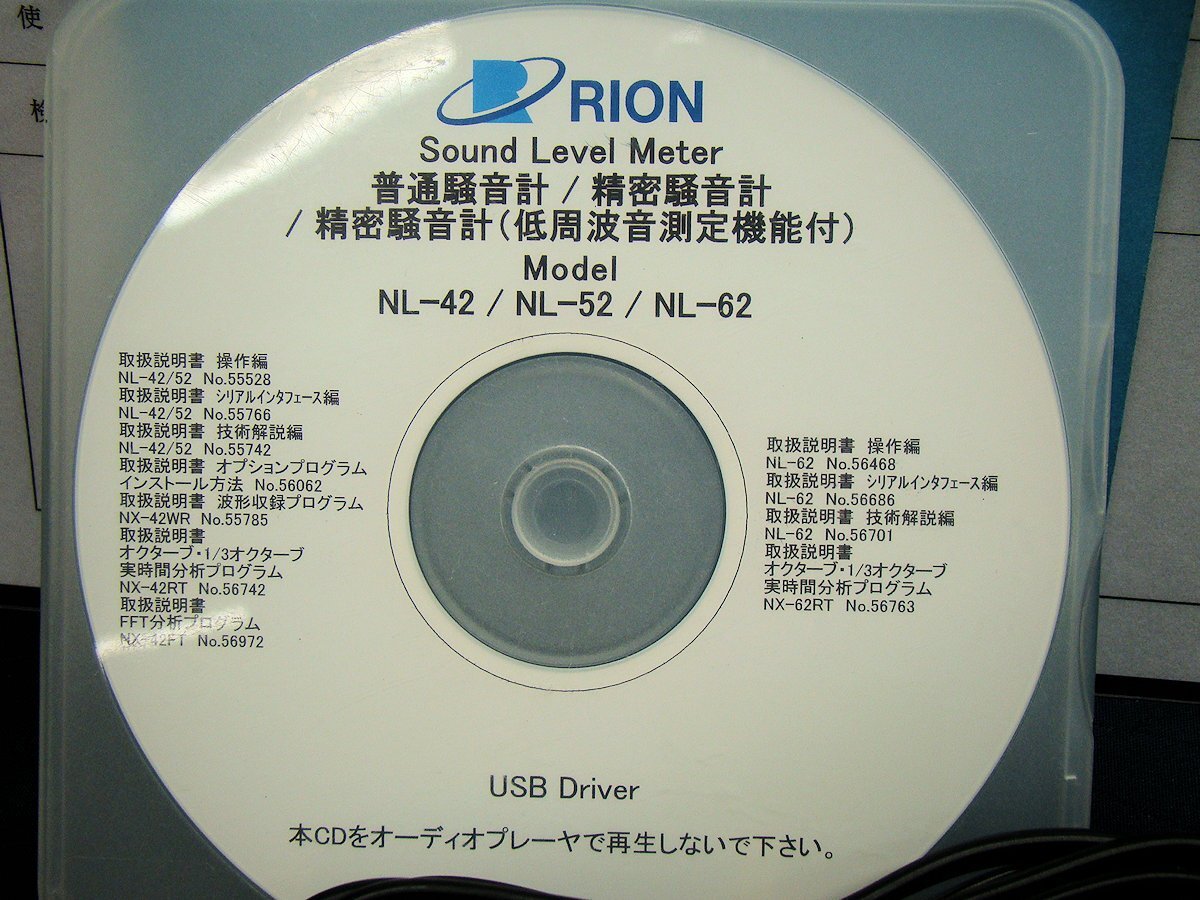 使
検
RION
Sound Level Meter
普通騒音計 / 精密騒音計
/ 精密騒音計(低周波音測定機能付)
Model
NL-42 / NL-52 / NL-62
取扱説明書 操作編
NL-42/52 No.55528
取扱説明書 シリアルインタフェース編
NL-42/52 No.55766
取扱説明書 技術解説編
NL-42/52 No.55742
取扱説明書 オプションプログラム
インストール方法 No.56062
取扱説明書 波形収録プログラム
NX-42WR No.55785
取扱説明書
オクターブ・1/3オクターブ
実時間分析プログラム
NX-42RT No.56742
取扱説明書
FFT分析プログラム
NX-42FT No.56972
取扱説明書 操作編
NL-62 No.56468
取扱説明書 シリアルインタフェース編
NL-62 No.56686
取扱説明書 技術解説編
NL-62 No.56701
取扱説明書
オクターブ・1/3オクターブ
実時間分析プログラム
NX-62RT No.56763
USB Driver
本CDをオーディオプレーヤで再生しないで下さい。